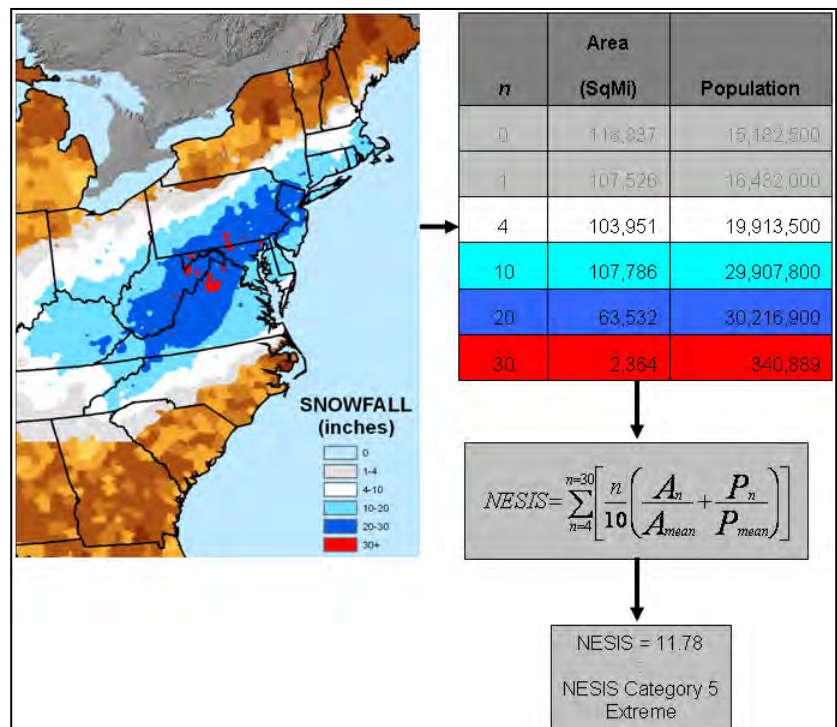 SNOWFALL
(inches)
0
1-4
4-10
10-20
20-30
30+
n Area (SqMi) Population
0 118,837 15,182,500
1 107,526 16,432,000
4 103,951 19,913,500
10 107,786 29,907,800
20 63,532 30,216,900
30 2,364 340,889
NESIS = \sum_{n=4}^{n=30} [ n/10 ( A_n/A_mean + P_n/P_mean ) ]
NESIS = 11.78
NESIS Category 5
Extreme